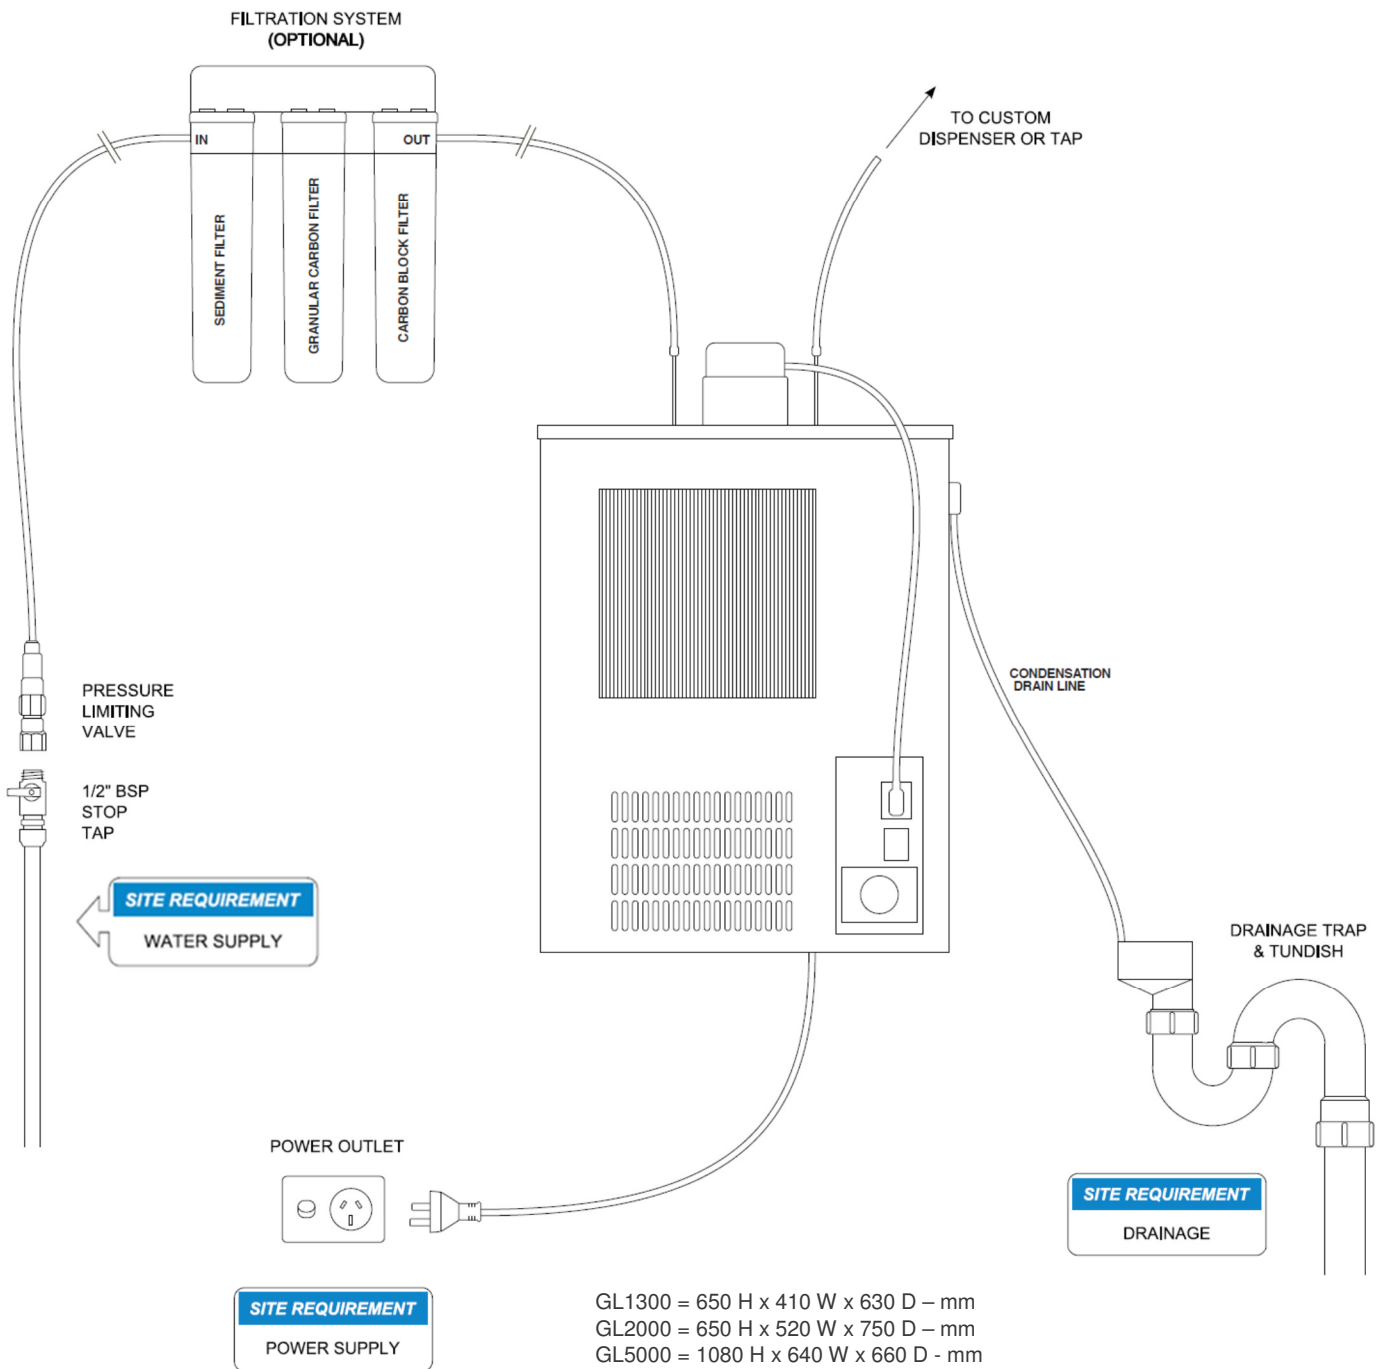 FILTRATION SYSTEM
(OPTIONAL)
TO CUSTOM
DISPENSER OR TAP
IN
OUT
SEDIMENT FILTER
GRANULAR CARBON FILTER
CARBON BLOCK FILTER
CONDENSATION
DRAIN LINE
PRESSURE
LIMITING
VALVE
1/2" BSP
STOP
TAP
SITE REQUIREMENT
WATER SUPPLY
DRAINAGE TRAP
& TUNDISH
POWER OUTLET
SITE REQUIREMENT
DRAINAGE
SITE REQUIREMENT
POWER SUPPLY
GL1300 = 650 H x 410 W x 630 D – mm
GL2000 = 650 H x 520 W x 750 D – mm
GL5000 = 1080 H x 640 W x 660 D - mm